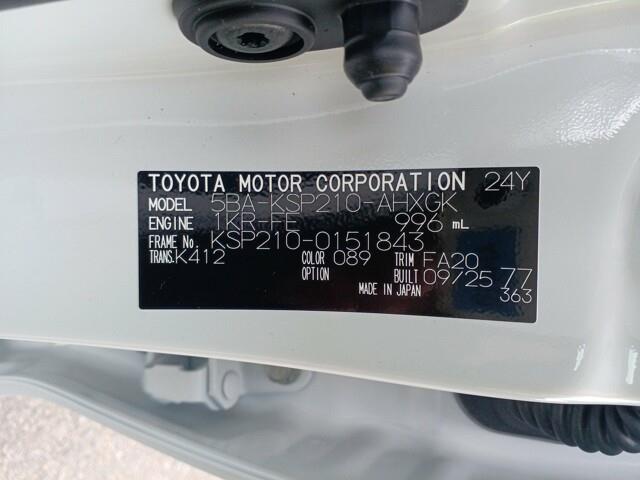 TOYOTA MOTOR CORPORATION 24Y
MODEL 5BA-KSP210-AHXGK
ENGINE 1KR-FE 996 mL
FRAME No. KSP210-0151843
TRANS. K412 COLOR 089 TRIM FA20
OPTION BUILT 09/25 77
MADE IN JAPAN 363